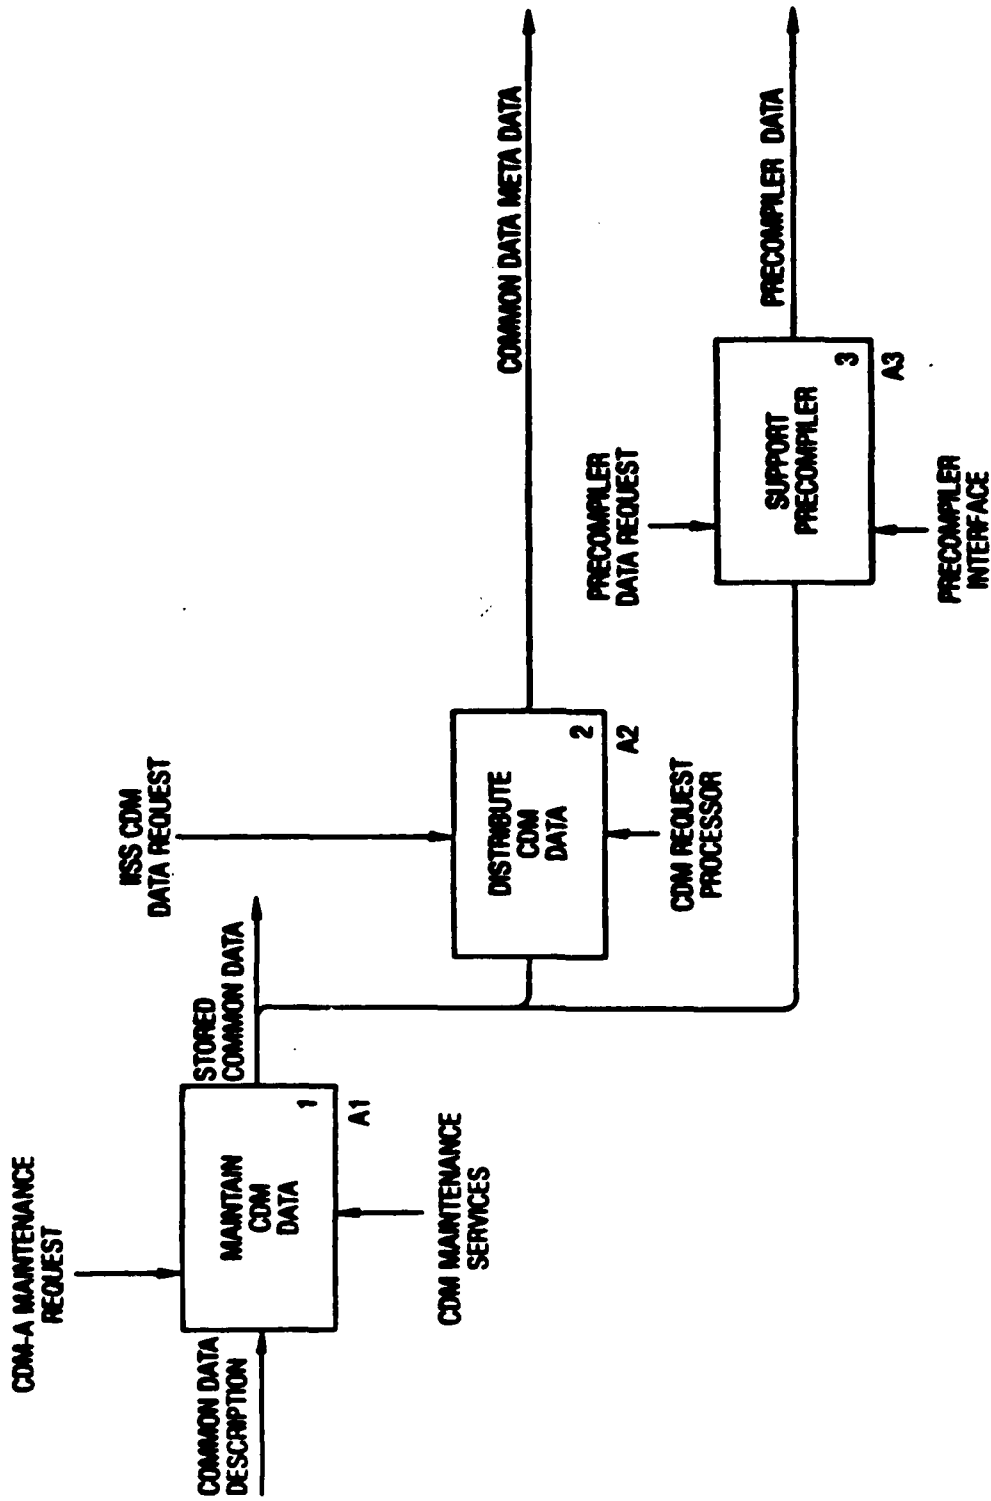 CDM-A MAINTENANCE
REQUEST
COMMON DATA
DESCRIPTION
MAINTAIN
CDM
DATA
1
A1
CDM MAINTENANCE
SERVICES
STORED
COMMON DATA
IISS CDM
DATA REQUEST
DISTRIBUTE
CDM
DATA
2
A2
CDM REQUEST
PROCESSOR
COMMON DATA META DATA
PRECOMPILER
DATA REQUEST
SUPPORT
PRECOMPILER
3
A3
PRECOMPILER
INTERFACE
PRECOMPILER DATA